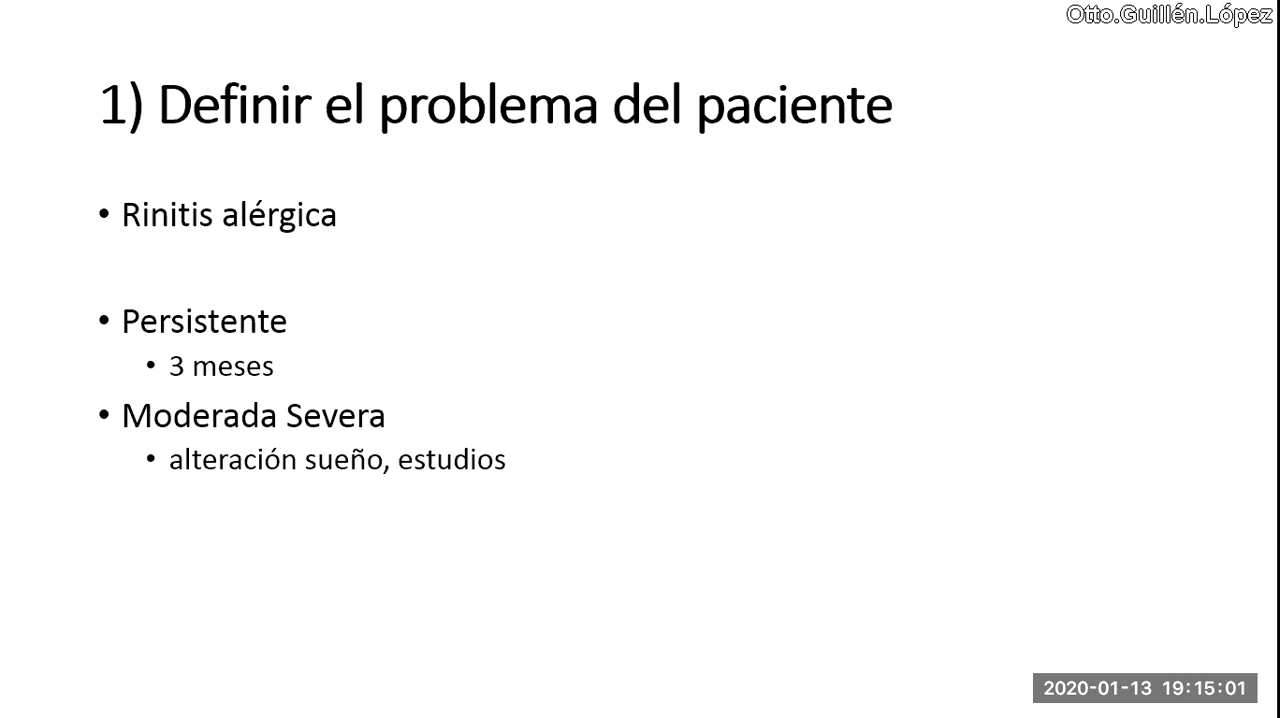 Otto.Guillén.López
1) Definir el problema del paciente
• Rinitis alérgica
• Persistente
• 3 meses
• Moderada Severa
• alteración sueño, estudios
2020-01-13 19:15:01